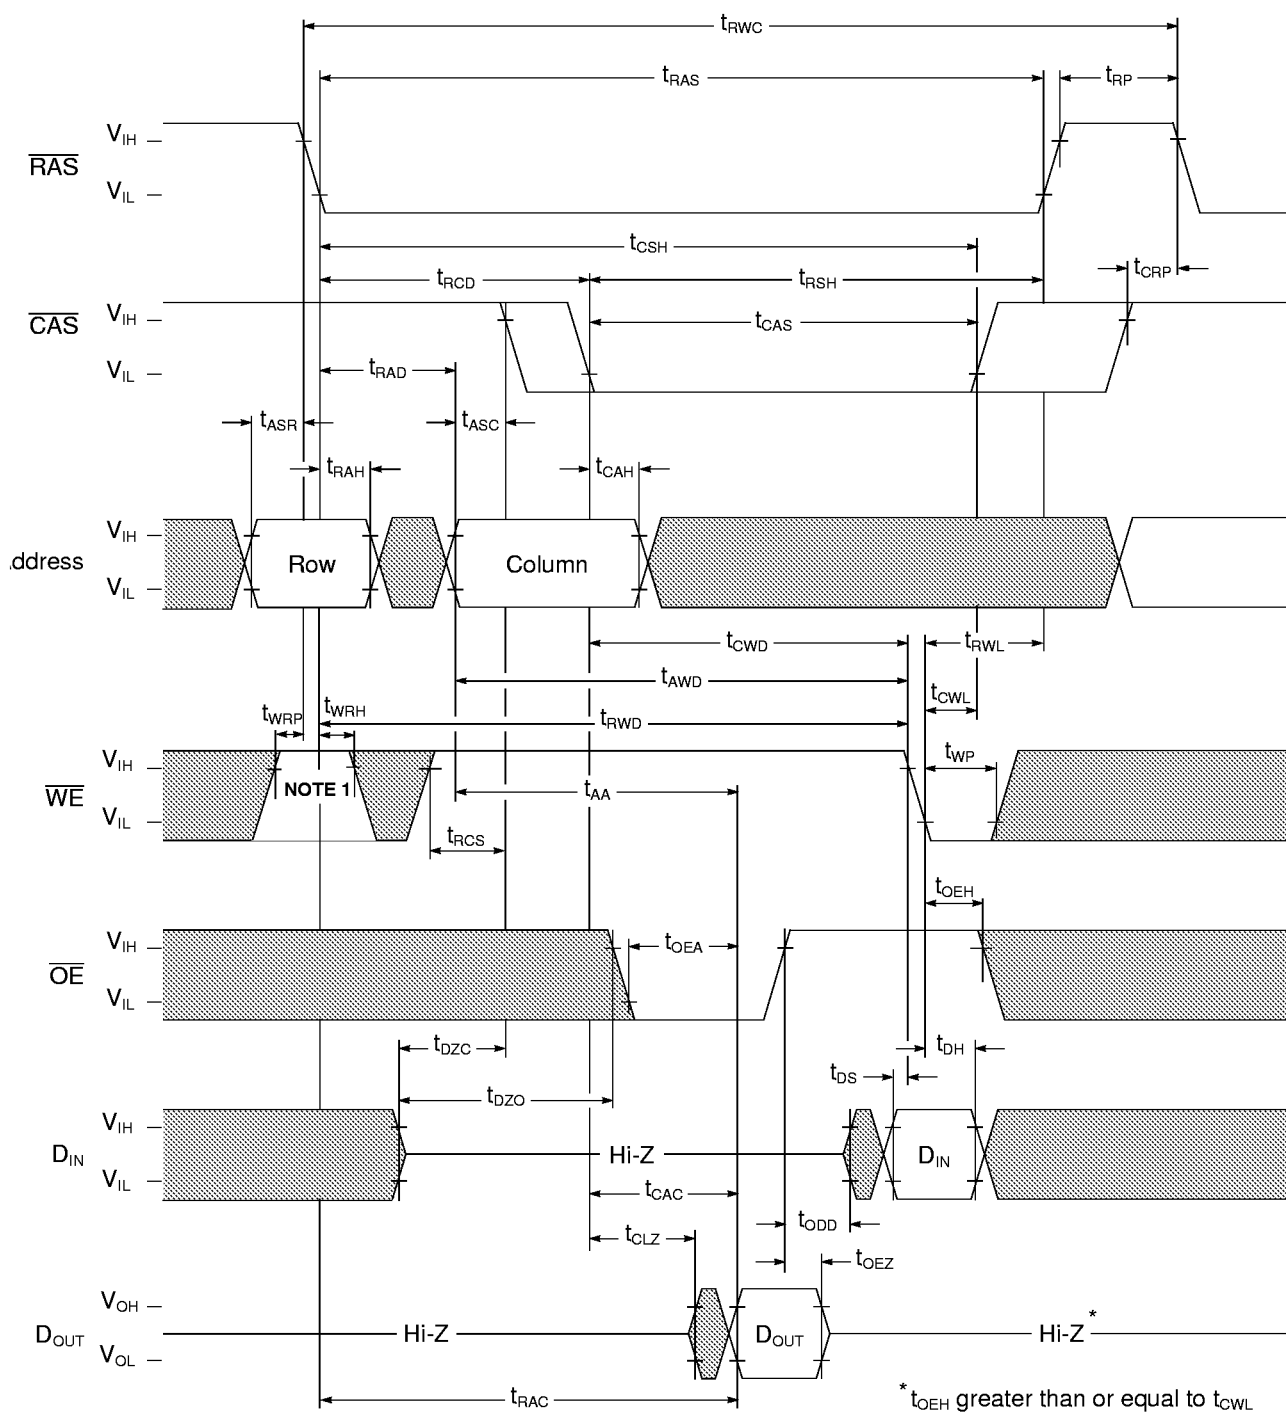 tRWC
tRAS
tRP
VIH
RAS
VIL
tCSH
tRCD
tRSH
tCRP
VIH
CAS
tCAS
VIL
tRAD
tASR
tASC
tRAH
tCAH
VIH
ddress
Row
Column
VIL
tCWD
tRWL
tAWD
tCWL
tWRP
tWRH
tRWD
VIH
tWP
WE
NOTE 1
tAA
VIL
tRCS
tOEH
VIH
tOEA
OE
VIL
tDZC
tDH
tDS
tDZO
VIH
DIN
Hi-Z
DIN
VIL
tCAC
tODD
tCLZ
tOEZ
VOH
DOUT
Hi-Z
DOUT
Hi-Z*
VOL
tRAC
* tOEH greater than or equal to tCWL